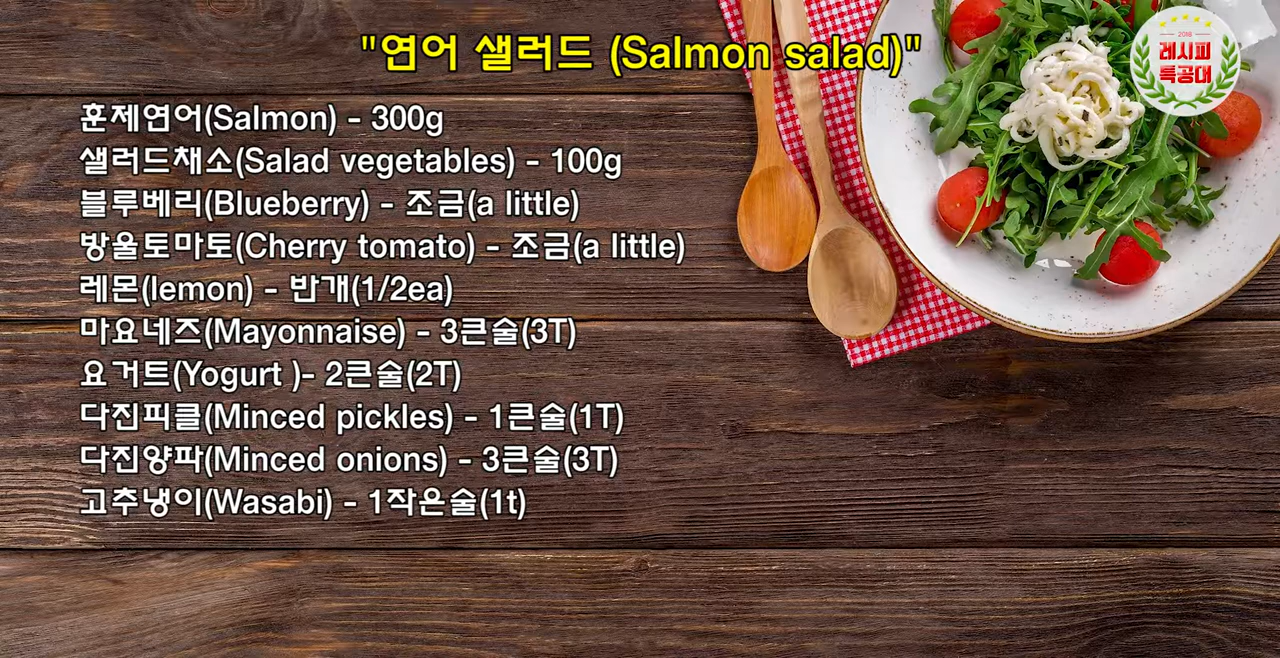 "연어 샐러드 (Salmon salad)"
2018
레시피
특공대
훈제연어(Salmon) - 300g
샐러드채소(Salad vegetables) - 100g
블루베리(Blueberry) - 조금(a little)
방울토마토(Cherry tomato) - 조금(a little)
레몬(lemon) - 반개(1/2ea)
마요네즈(Mayonnaise) - 3큰술(3T)
요거트(Yogurt )- 2큰술(2T)
다진피클(Minced pickles) - 1큰술(1T)
다진양파(Minced onions) - 3큰술(3T)
고추냉이(Wasabi) - 1작은술(1t)